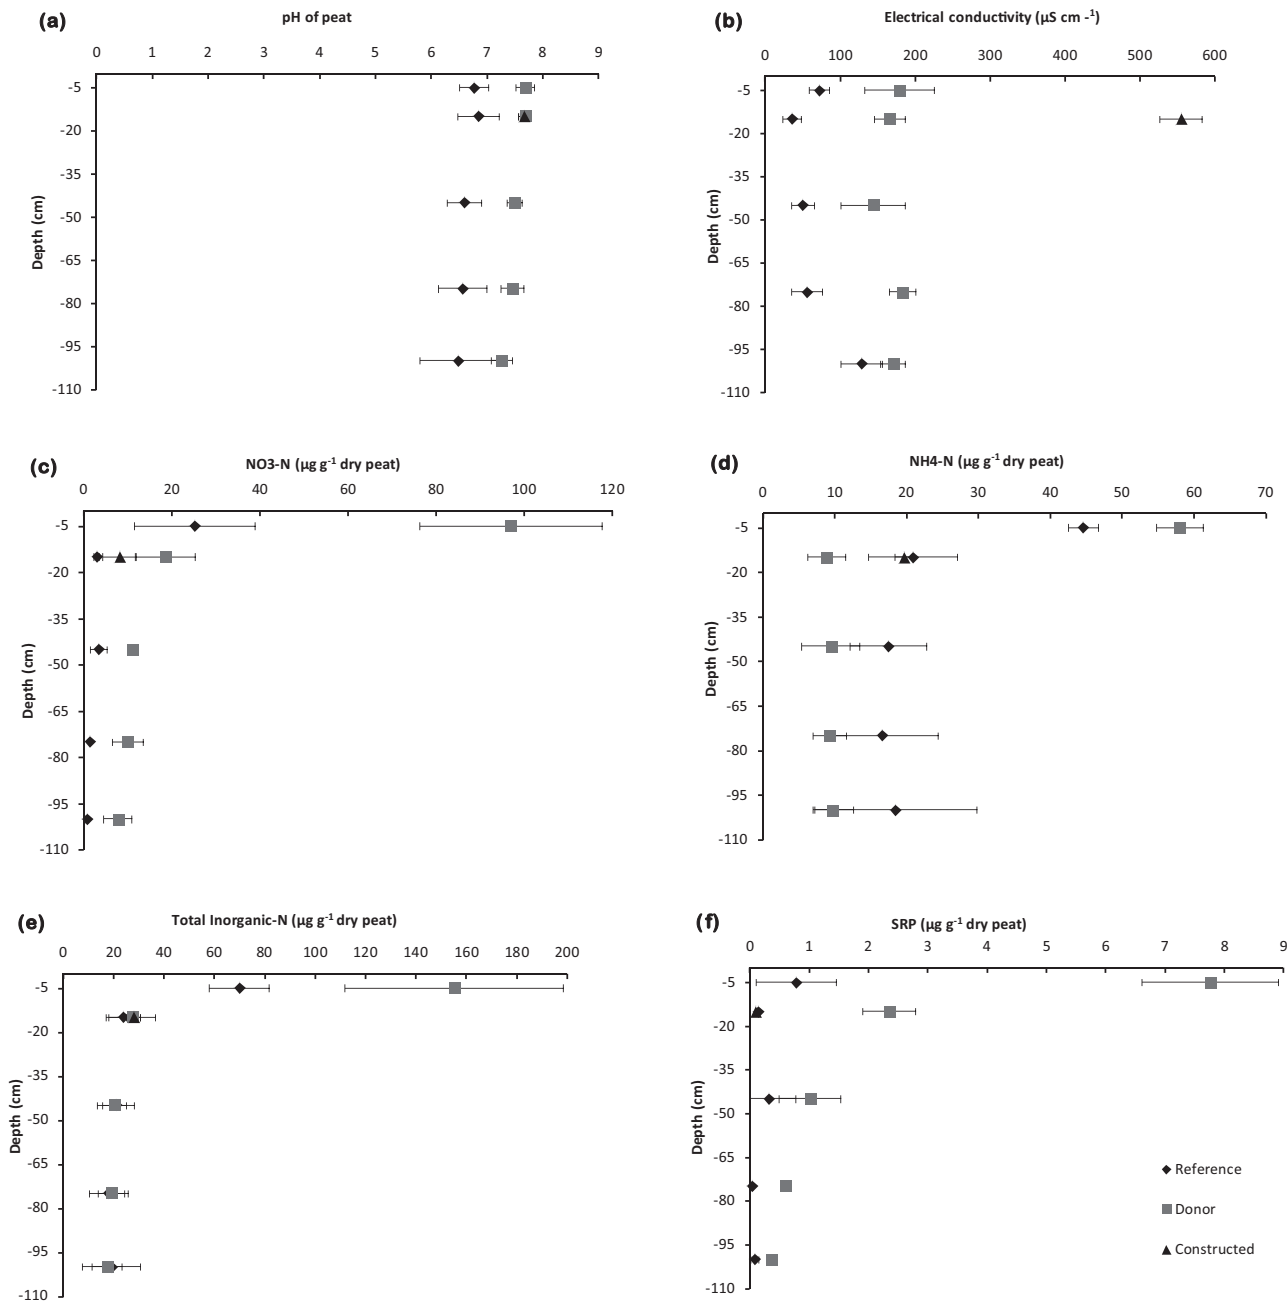 (a)
pH of peat
0 1 2 3 4 5 6 7 8 9
-5
-20
-35
-50
-65
-80
-95
-110
Depth (cm)
(b)
Electrical conductivity (µS cm -1)
0 100 200 300 400 500 600
-5
-20
-35
-50
-65
-80
-95
-110
Depth (cm)
(c)
NO3-N (µg g-1 dry peat)
0 20 40 60 80 100 120
-5
-20
-35
-50
-65
-80
-95
-110
Depth (cm)
(d)
NH4-N (µg g-1 dry peat)
0 10 20 30 40 50 60 70
-5
-20
-35
-50
-65
-80
-95
-110
Depth (cm)
(e)
Total Inorganic-N (µg g-1 dry peat)
0 20 40 60 80 100 120 140 160 180 200
-5
-20
-35
-50
-65
-80
-95
-110
Depth (cm)
(f)
SRP (µg g-1 dry peat)
0 1 2 3 4 5 6 7 8 9
-5
-20
-35
-50
-65
-80
-95
-110
Depth (cm)
Reference
Donor
Constructed